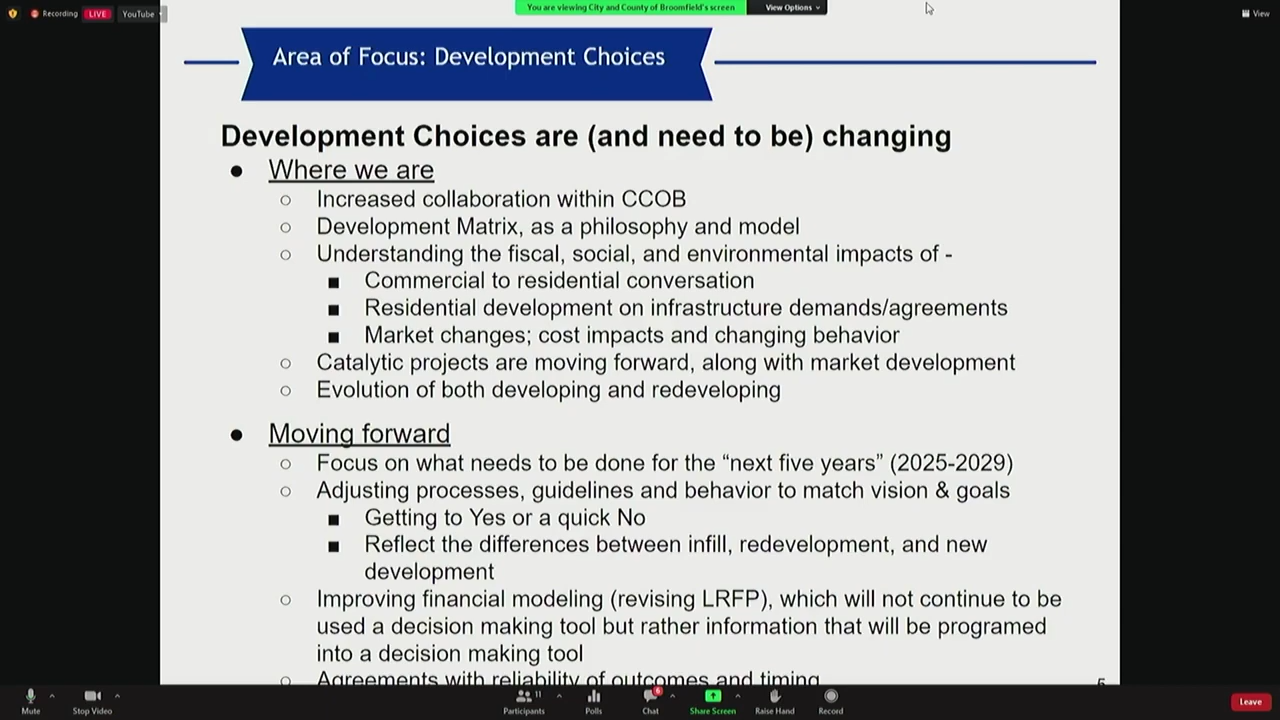 Recording LIVE YouTube
You are viewing City and County of Broomfield's screen View Options
View
Area of Focus: Development Choices
Development Choices are (and need to be) changing
● Where we are
○ Increased collaboration within CCOB
○ Development Matrix, as a philosophy and model
○ Understanding the fiscal, social, and environmental impacts of -
■ Commercial to residential conversation
■ Residential development on infrastructure demands/agreements
■ Market changes; cost impacts and changing behavior
○ Catalytic projects are moving forward, along with market development
○ Evolution of both developing and redeveloping
● Moving forward
○ Focus on what needs to be done for the “next five years” (2025-2029)
○ Adjusting processes, guidelines and behavior to match vision & goals
■ Getting to Yes or a quick No
■ Reflect the differences between infill, redevelopment, and new
development
○ Improving financial modeling (revising LRFP), which will not continue to be
used a decision making tool but rather information that will be programed
into a decision making tool
○ Agreements with reliability of outcomes and timing
5
Mute Stop Video Participants 11 Polls Chat 6 Share Screen Raise Hand Record Leave